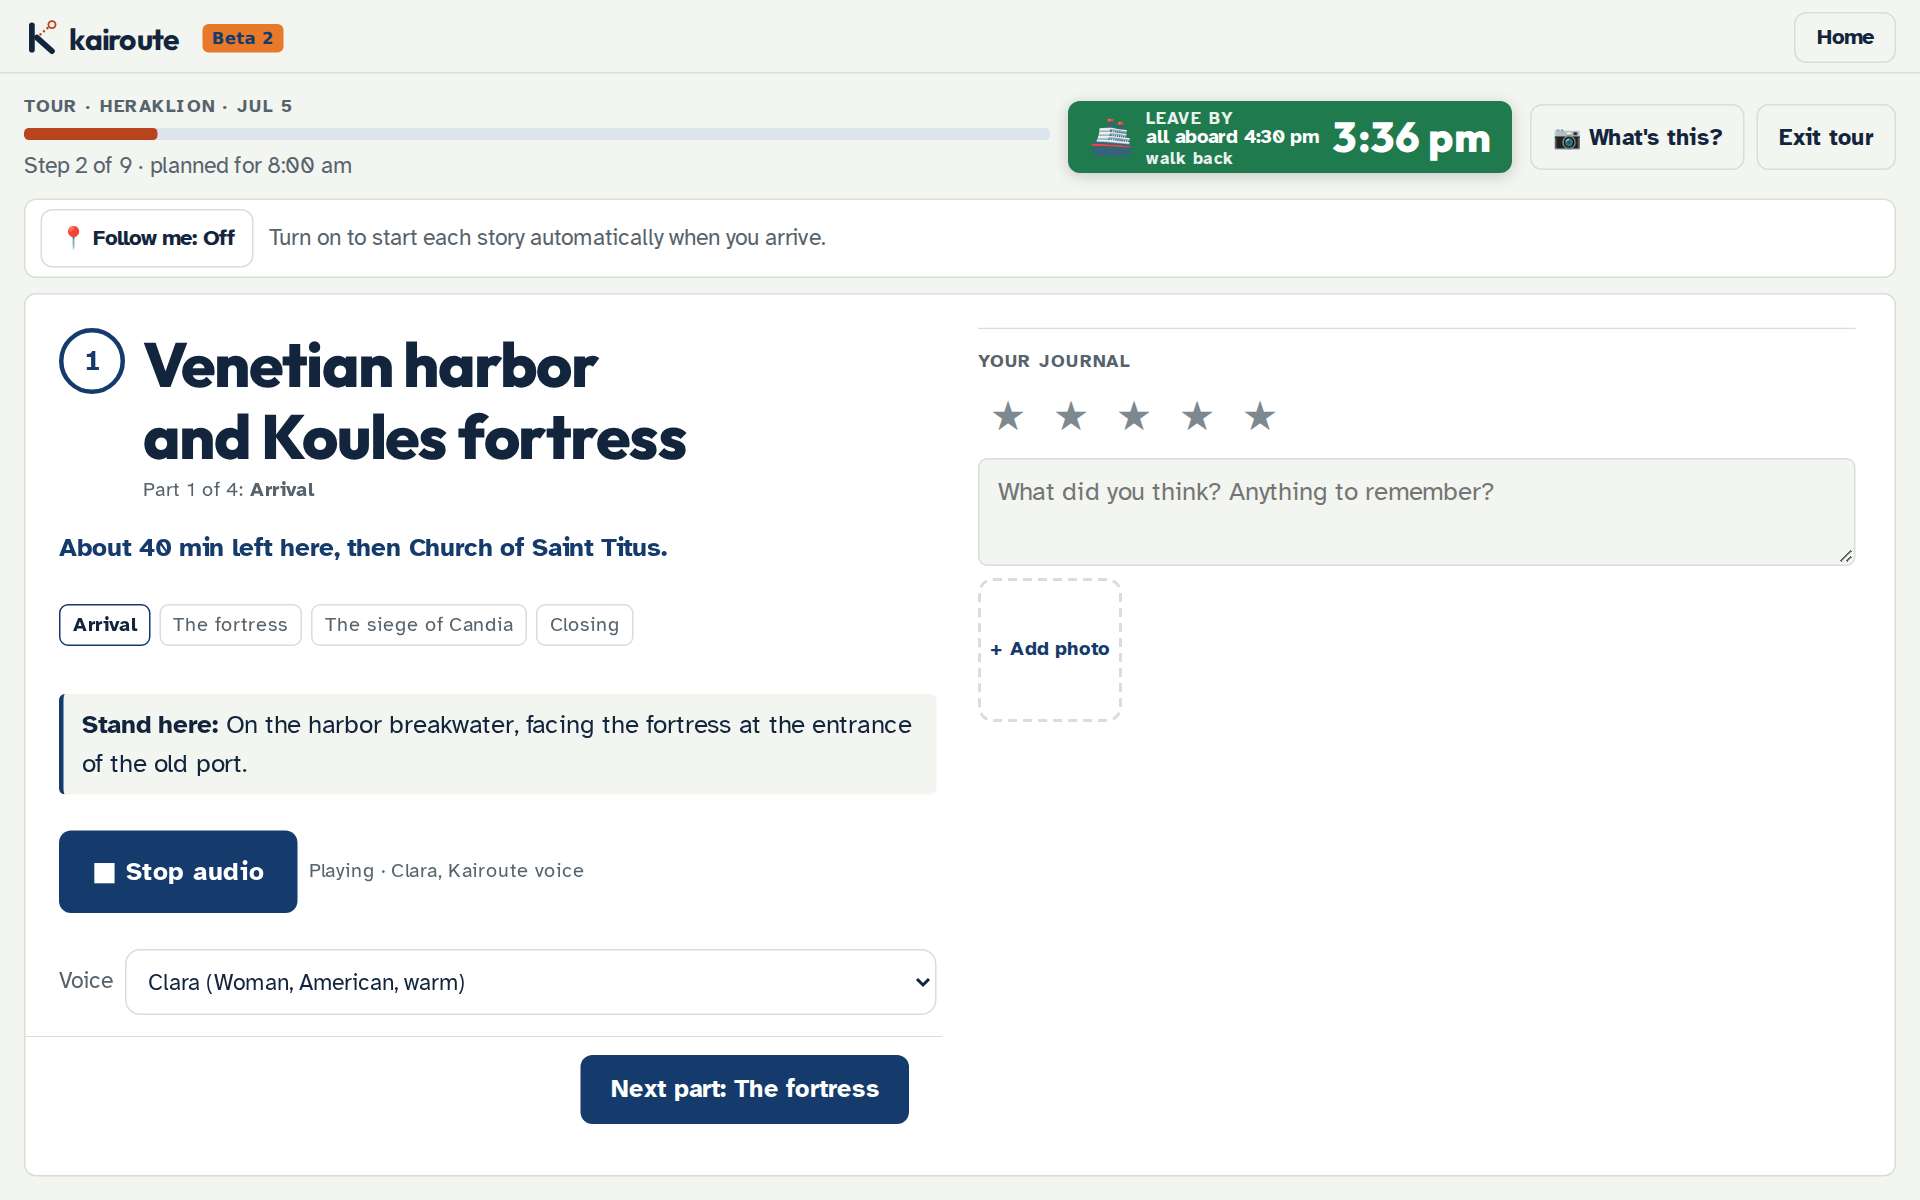 kairoute
Beta 2
Home
TOUR · HERAKLION · JUL 5
Step 2 of 9 · planned for 8:00 am
LEAVE BY
all aboard 4:30 pm
walk back
3:36 pm
What's this?
Exit tour
Follow me: Off
Turn on to start each story automatically when you arrive.
1
Venetian harbor
and Koules fortress
Part 1 of 4: Arrival
About 40 min left here, then Church of Saint Titus.
Arrival
The fortress
The siege of Candia
Closing
Stand here: On the harbor breakwater, facing the fortress at the entrance
of the old port.
Stop audio
Playing · Clara, Kairoute voice
Voice
Clara (Woman, American, warm)
Next part: The fortress
YOUR JOURNAL
What did you think? Anything to remember?
+ Add photo